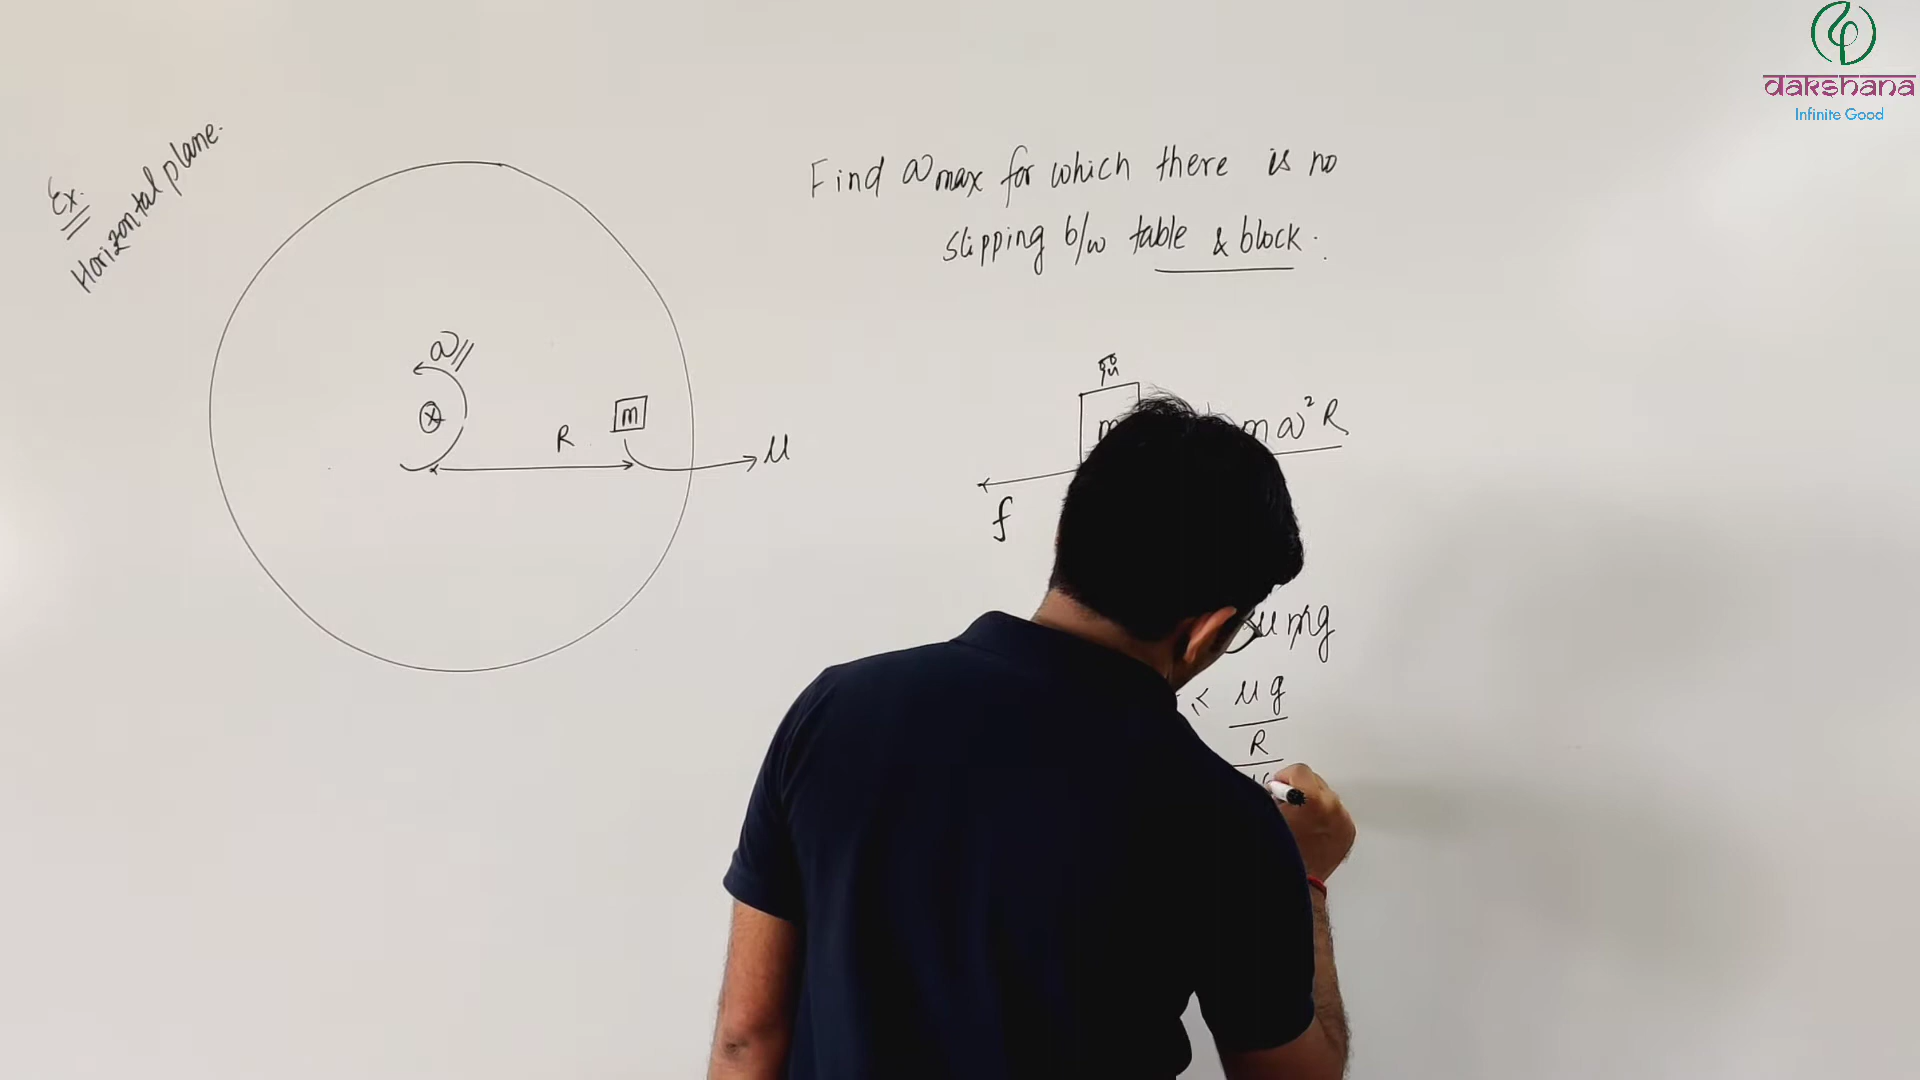 Ex.
Horizontal plane.
Find ωmax for which there is no
slipping b/w table & block.
ω
m
R
μ
m
mω²R
f
μmg
≤ μg
R
dakshana
Infinite Good